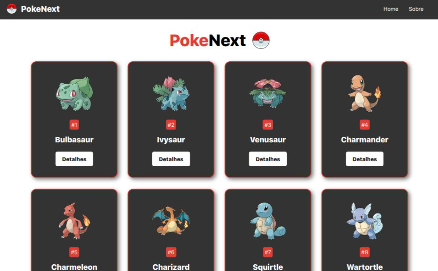 PokeNext
Home Sobre
PokeNext
#1 #2 #3 #4
Bulbasaur Ivysaur Venusaur Charmander
Detalhes Detalhes Detalhes Detalhes
#5 #6 #7 #8
Charmeleon Charizard Squirtle Wartortle